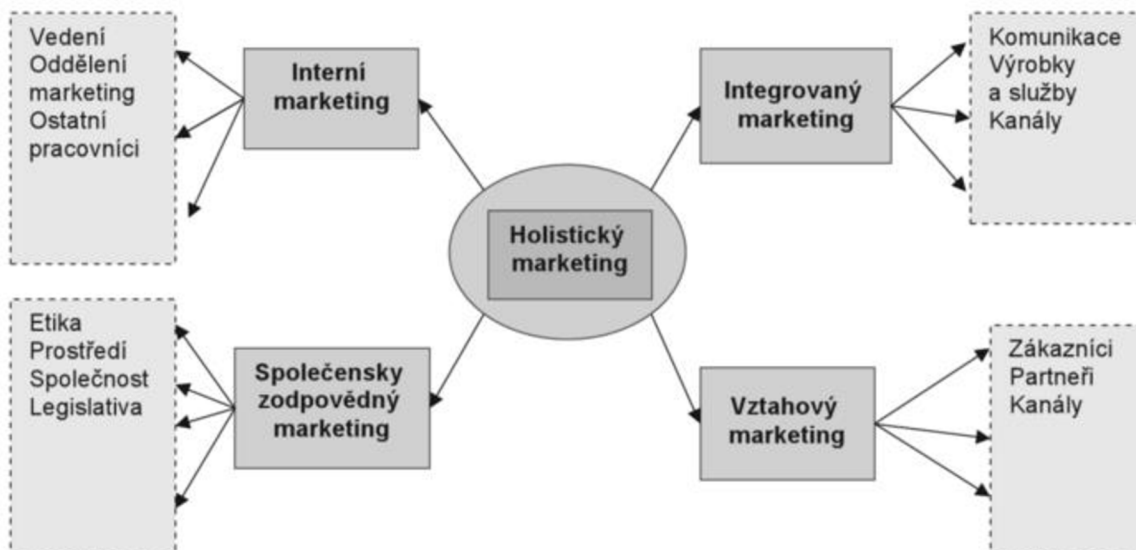 Vedení
Oddělení
marketing
Ostatní
pracovníci
Interní
marketing
Integrovaný
marketing
Komunikace
Výrobky
a služby
Kanály
Holistický
marketing
Etika
Prostředí
Společnost
Legislativa
Společensky
zodpovědný
marketing
Vztahový
marketing
Zákazníci
Partneři
Kanály